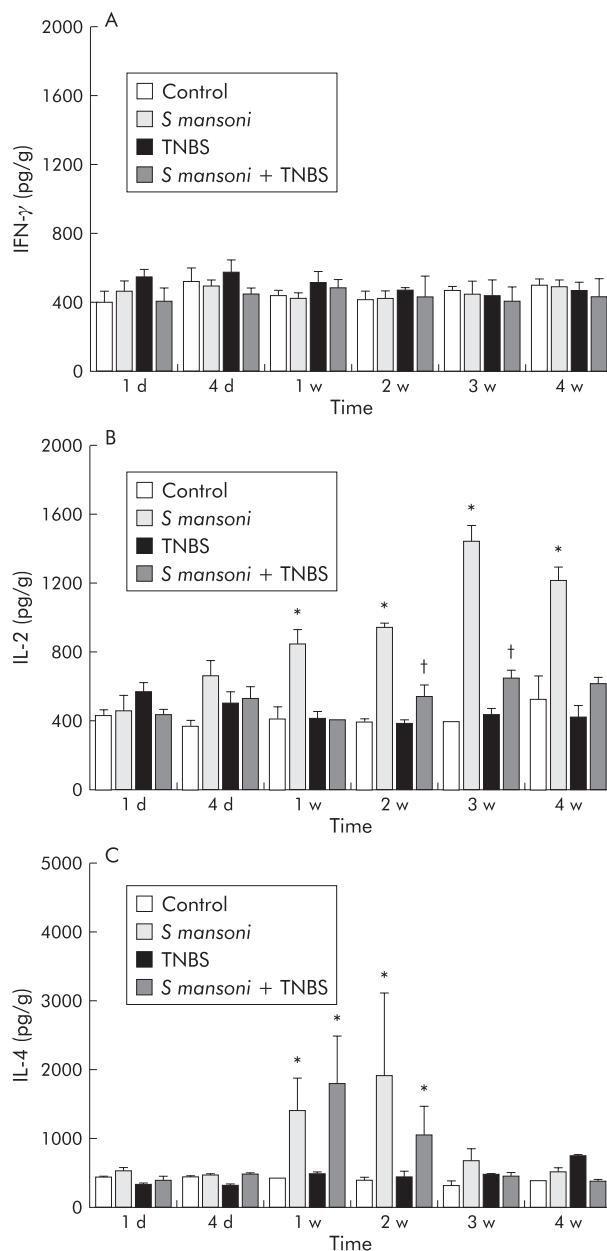 A
2000
1600
1200
800
400
0
IFN-γ (pg/g)
Control
S mansoni
TNBS
S mansoni + TNBS
1 d 4 d 1 w 2 w 3 w 4 w
Time
B
2000
1600
1200
800
400
0
IL-2 (pg/g)
Control
S mansoni
TNBS
S mansoni + TNBS
* * † * † *
1 d 4 d 1 w 2 w 3 w 4 w
Time
C
5000
4000
3000
2000
1000
0
IL-4 (pg/g)
Control
S mansoni
TNBS
S mansoni + TNBS
* * * *
1 d 4 d 1 w 2 w 3 w 4 w
Time